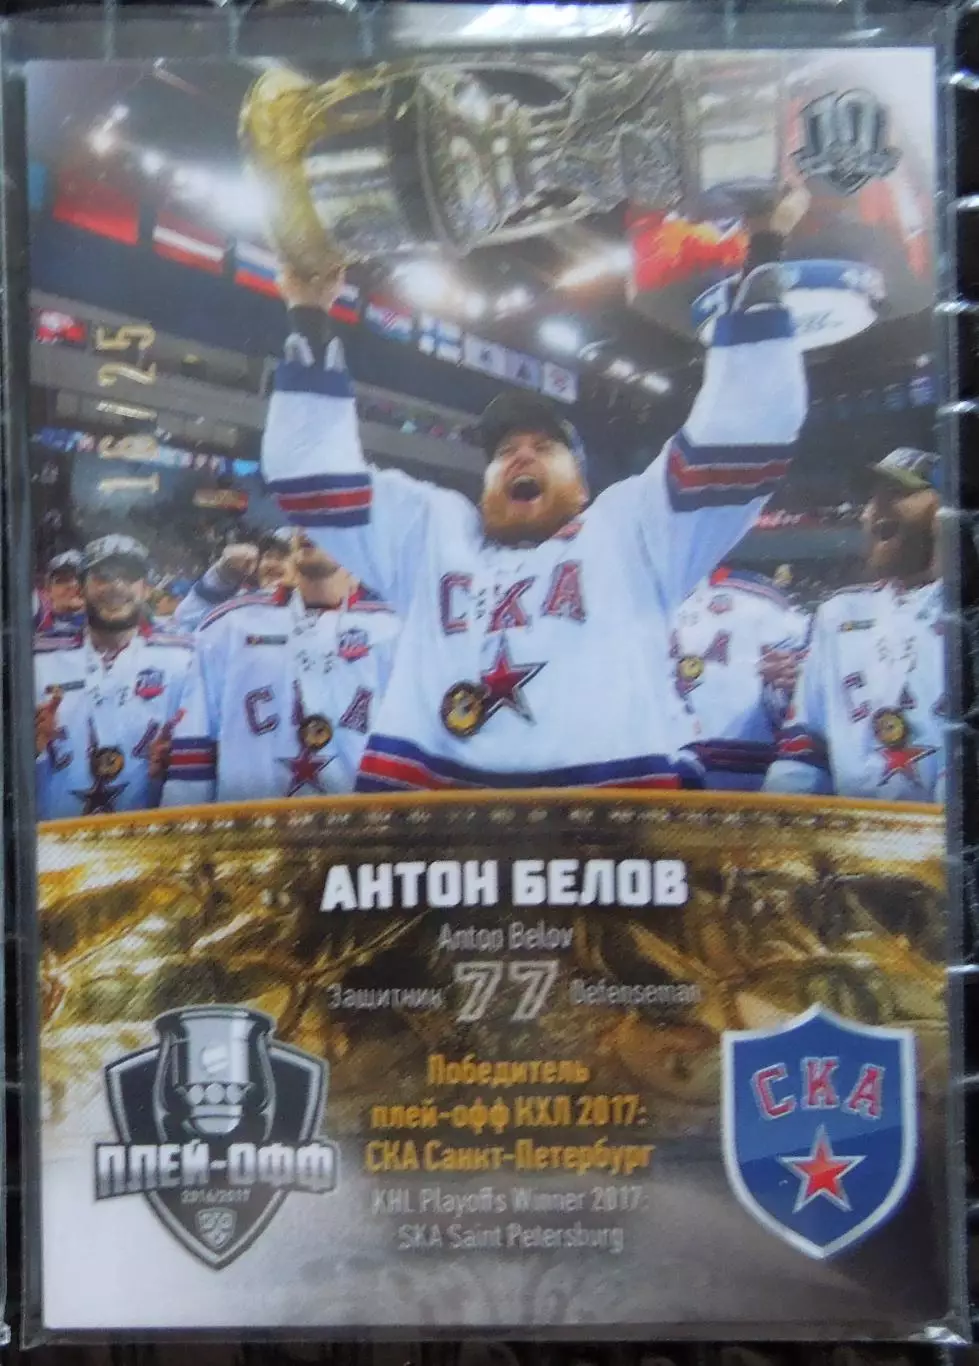 10
16/25
СКА
СКА
АНТОН БЕЛОВ
Anton Belov
Защитник 77 Defenseman
Победитель
плей-офф КХЛ 2017:
СКА Санкт-Петербург
KHL Playoffs Winner 2017:
SKA Saint Petersburg
ПЛЕЙ-ОФФ
2016/2017
СКА